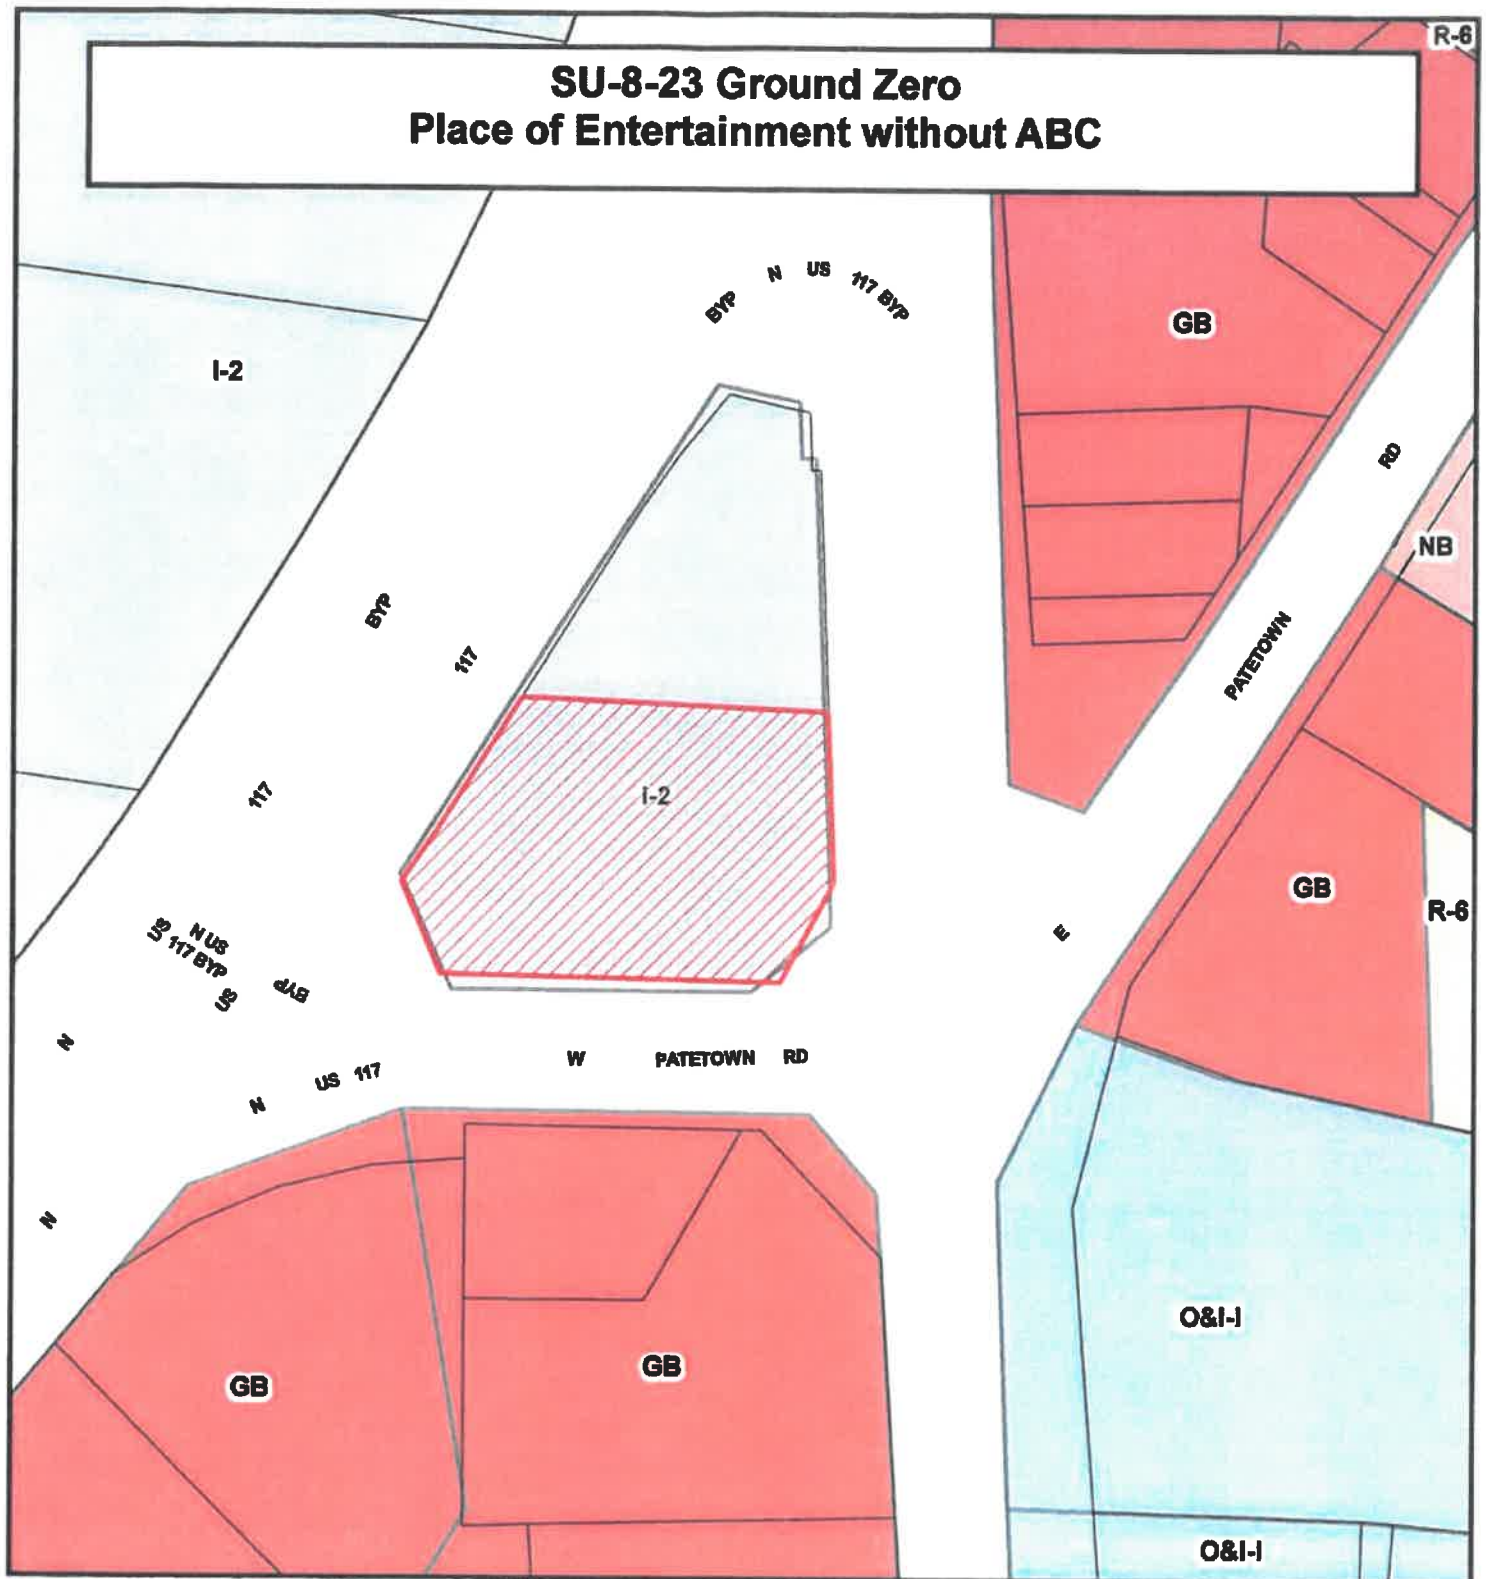 R-6
SU-8-23 Ground Zero
Place of Entertainment without ABC
BYP N US 117 BYP
GB
I-2
RD
NB
BYP
117
PATETOWN
I-2
117
GB
R-6
E
US
N US
117 BYP
US
BYP
N
W PATETOWN RD
US 117
N
N
O&I-I
GB
GB
O&I-I